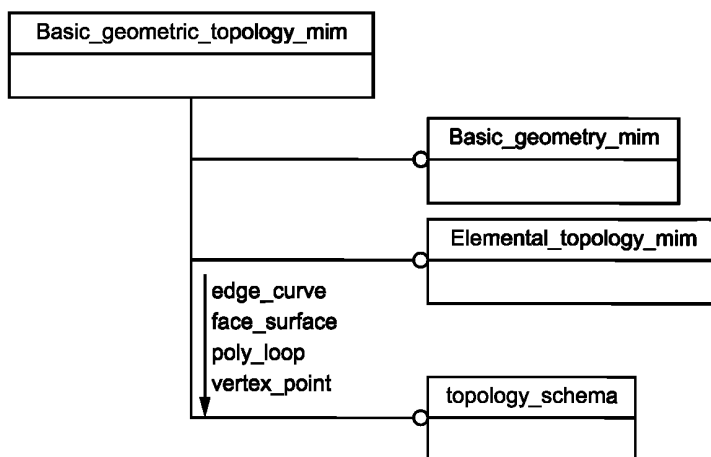 Basic_geometric_topology_mim
Basic_geometry_mim
Elemental_topology_mim
edge_curve
face_surface
poly_loop
vertex_point
topology_schema